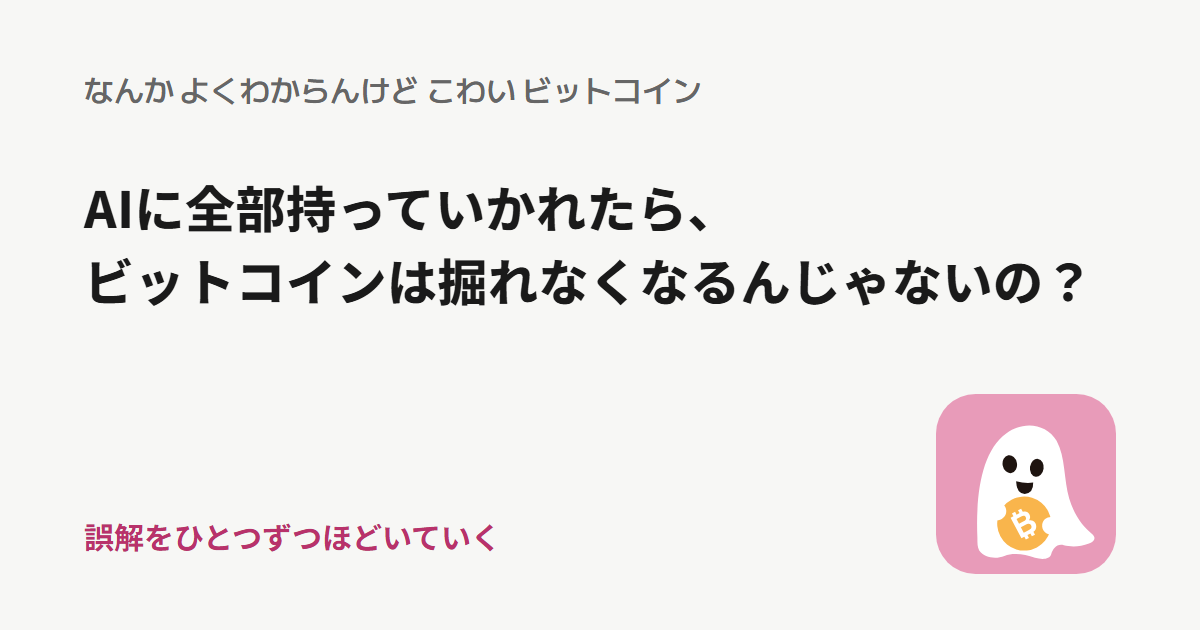 なんか よくわからんけど こわい ビットコイン
AIに全部持っていかれたら、
ビットコインは掘れなくなるんじゃないの？
誤解をひとつずつほどいていく